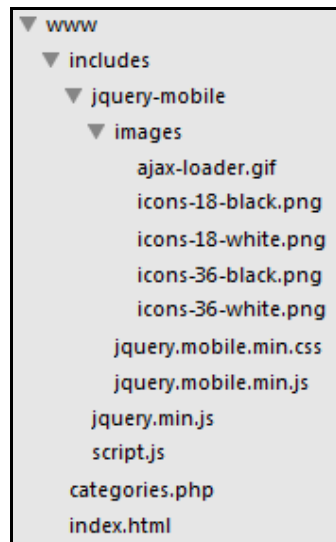 www
includes
jquery-mobile
images
ajax-loader.gif
icons-18-black.png
icons-18-white.png
icons-36-black.png
icons-36-white.png
jquery.mobile.min.css
jquery.mobile.min.js
jquery.min.js
script.js
categories.php
index.html